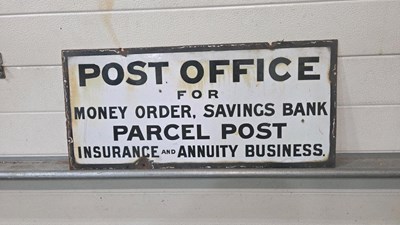 POST OFFICE
FOR
MONEY ORDER, SAVINGS BANK
PARCEL POST
INSURANCE AND ANNUITY BUSINESS.